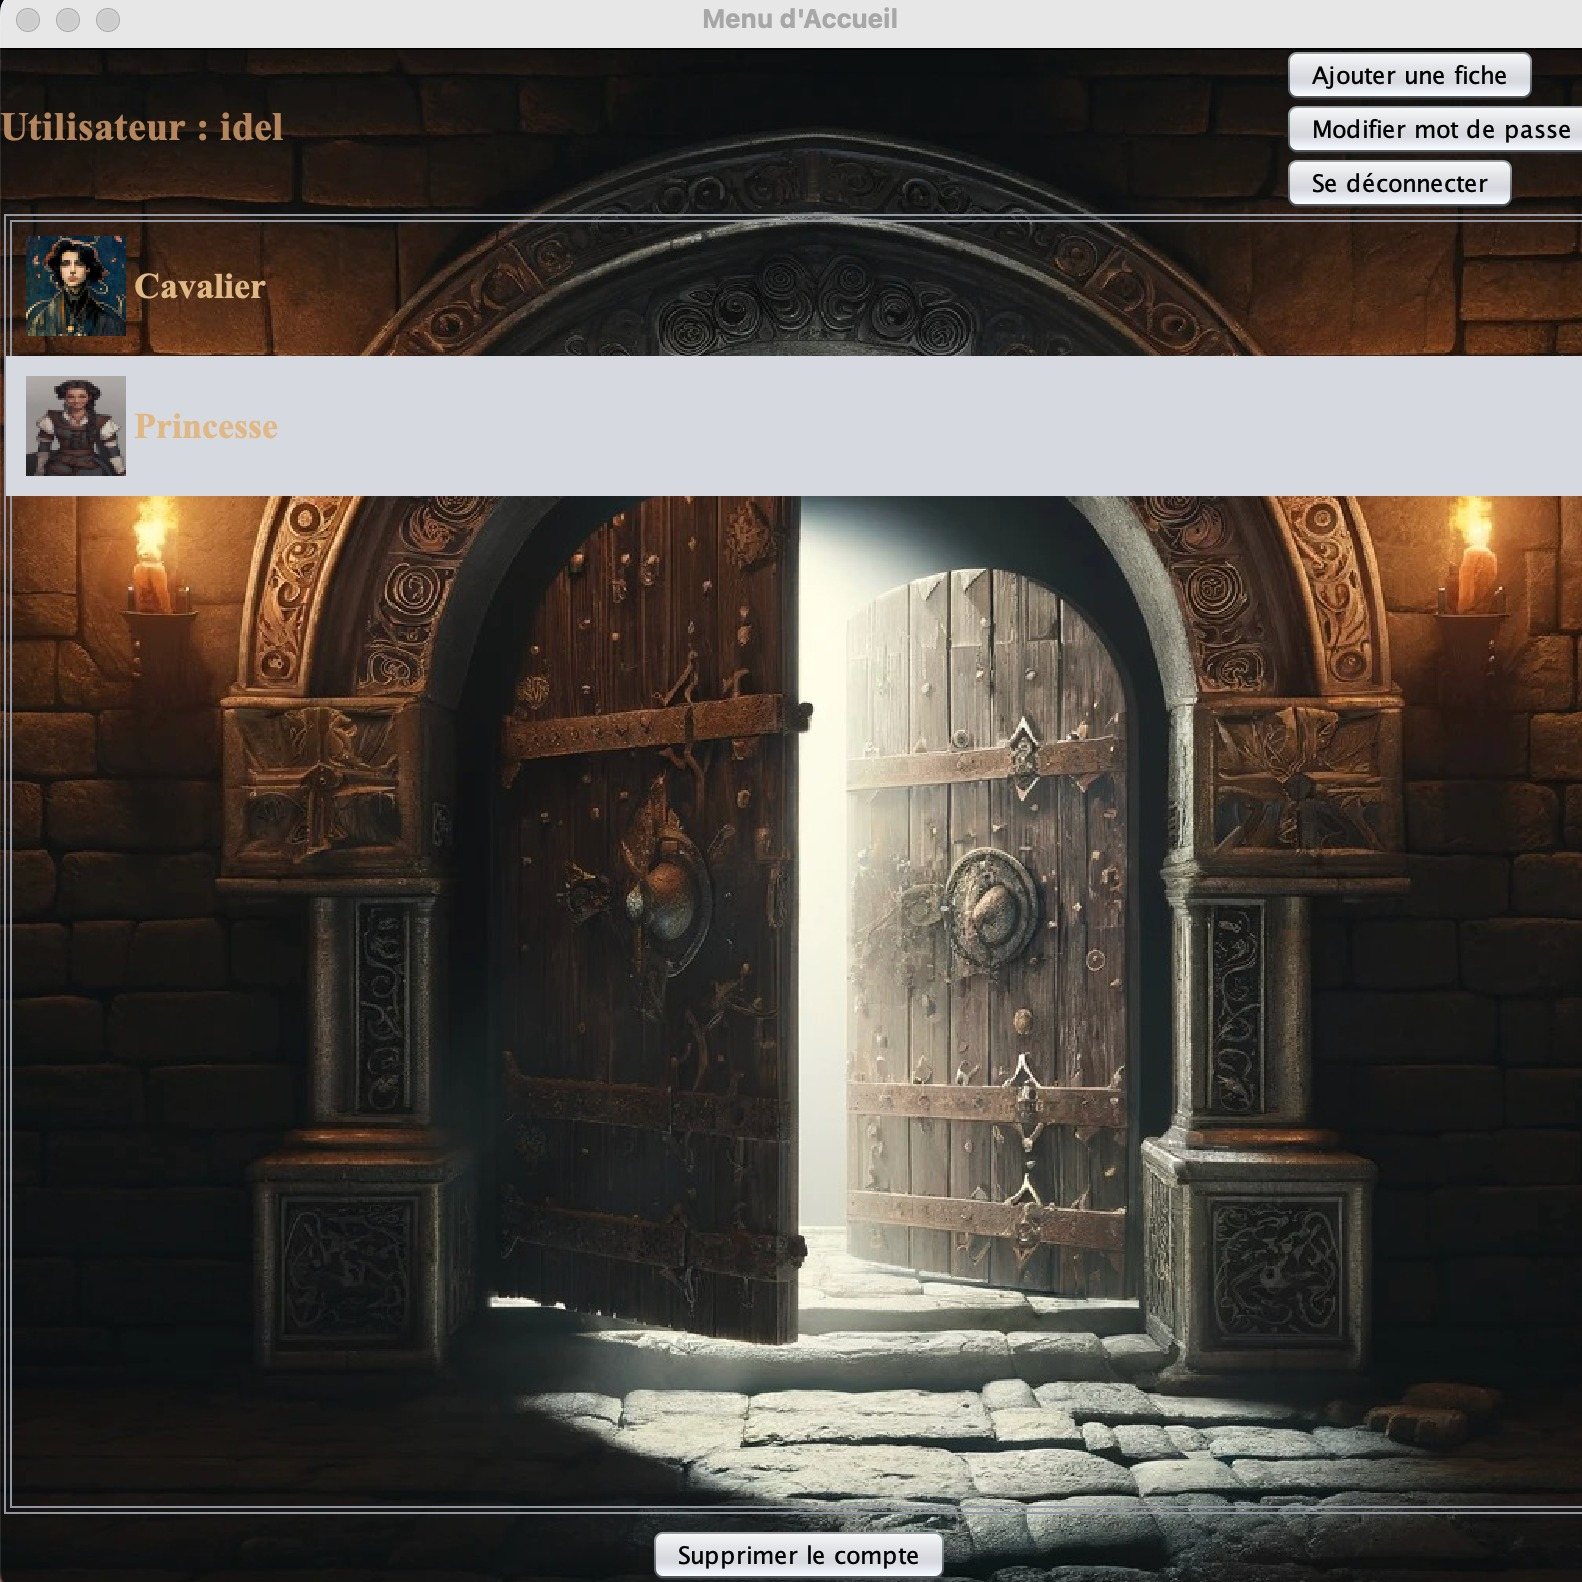 Menu d'Accueil
Ajouter une fiche
Utilisateur : idel
Modifier mot de passe
Se déconnecter
Cavalier
Princesse
Supprimer le compte